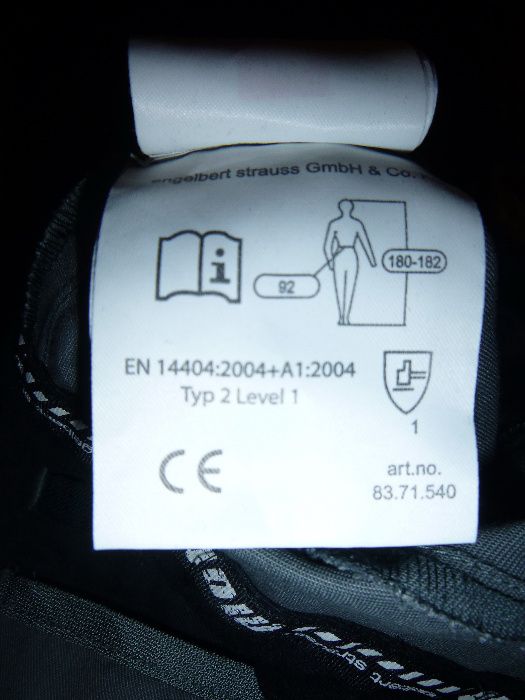 engelbert strauss GmbH & Co.
i
180-182
92
EN 14404:2004+A1:2004
Typ 2 Level 1
1
CE
art.no.
83.71.540